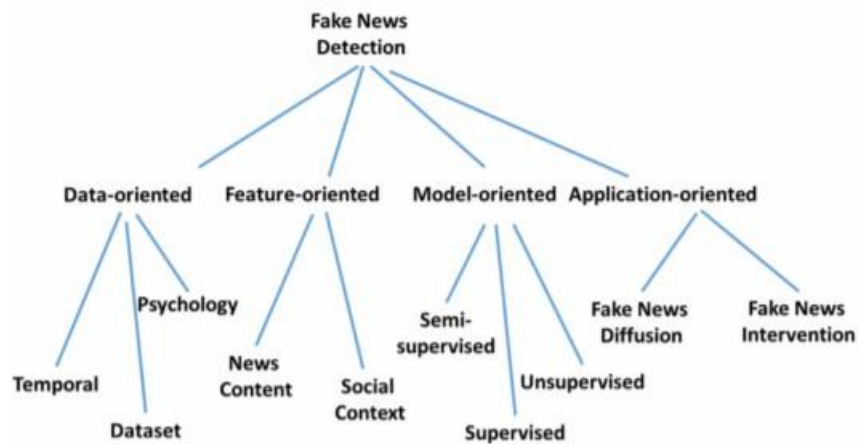 Fake News
Detection
Data-oriented
Feature-oriented
Model-oriented
Application-oriented
Psychology
Temporal
Dataset
News
Content
Social
Context
Semi-
supervised
Unsupervised
Supervised
Fake News
Diffusion
Fake News
Intervention